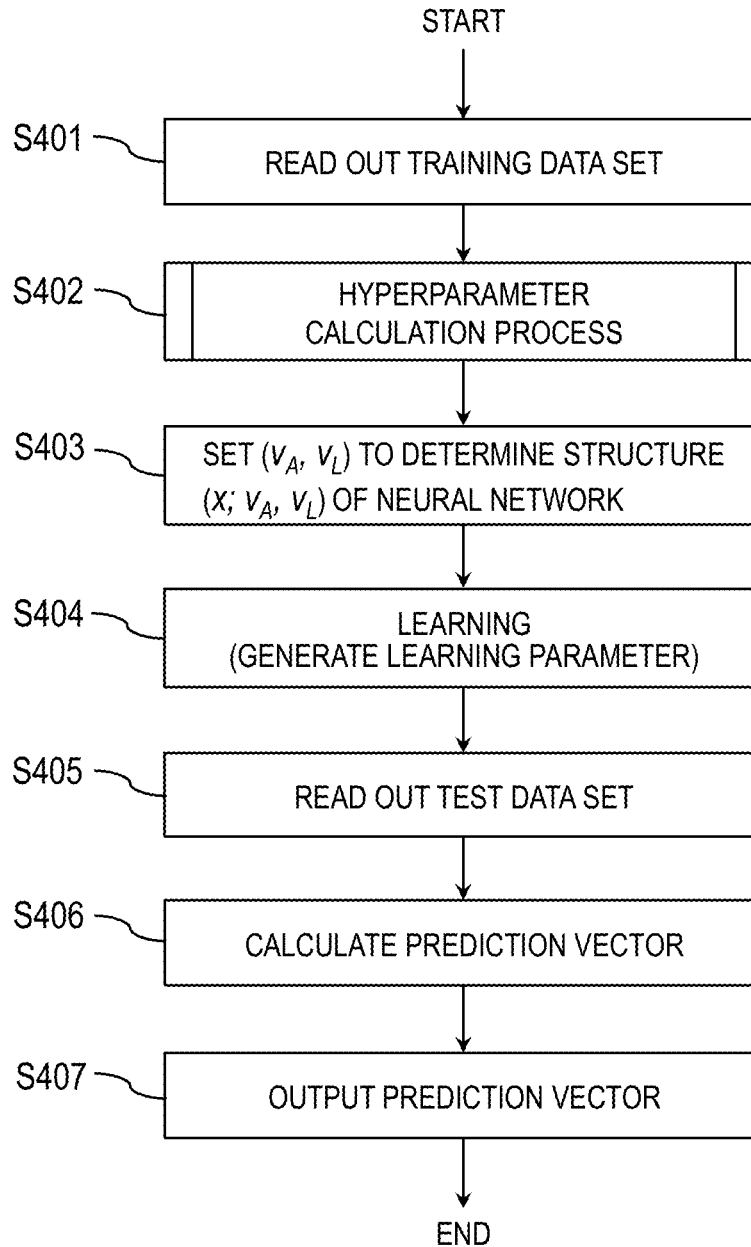 START
S401
READ OUT TRAINING DATA SET
S402
HYPERPARAMETER
CALCULATION PROCESS
S403
SET (v_A, v_L) TO DETERMINE STRUCTURE
(x; v_A, v_L) OF NEURAL NETWORK
S404
LEARNING
(GENERATE LEARNING PARAMETER)
S405
READ OUT TEST DATA SET
S406
CALCULATE PREDICTION VECTOR
S407
OUTPUT PREDICTION VECTOR
END